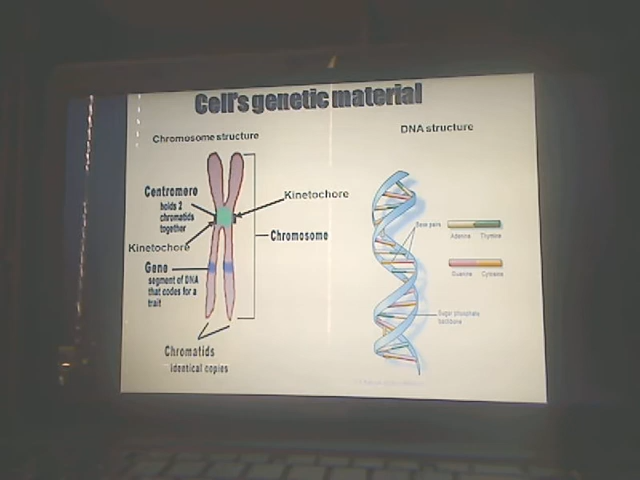 Cell's genetic material
Chromosome structure
DNA structure
Centromere
holds 2
chromatids
together
Kinetochore
Kinetochore
Chromosome
Gene
segment of DNA
that codes for a
trait
Chromatids
identical copies
Base pairs
Adenine Thymine
Guanine Cytosine
Sugar phosphate
backbone